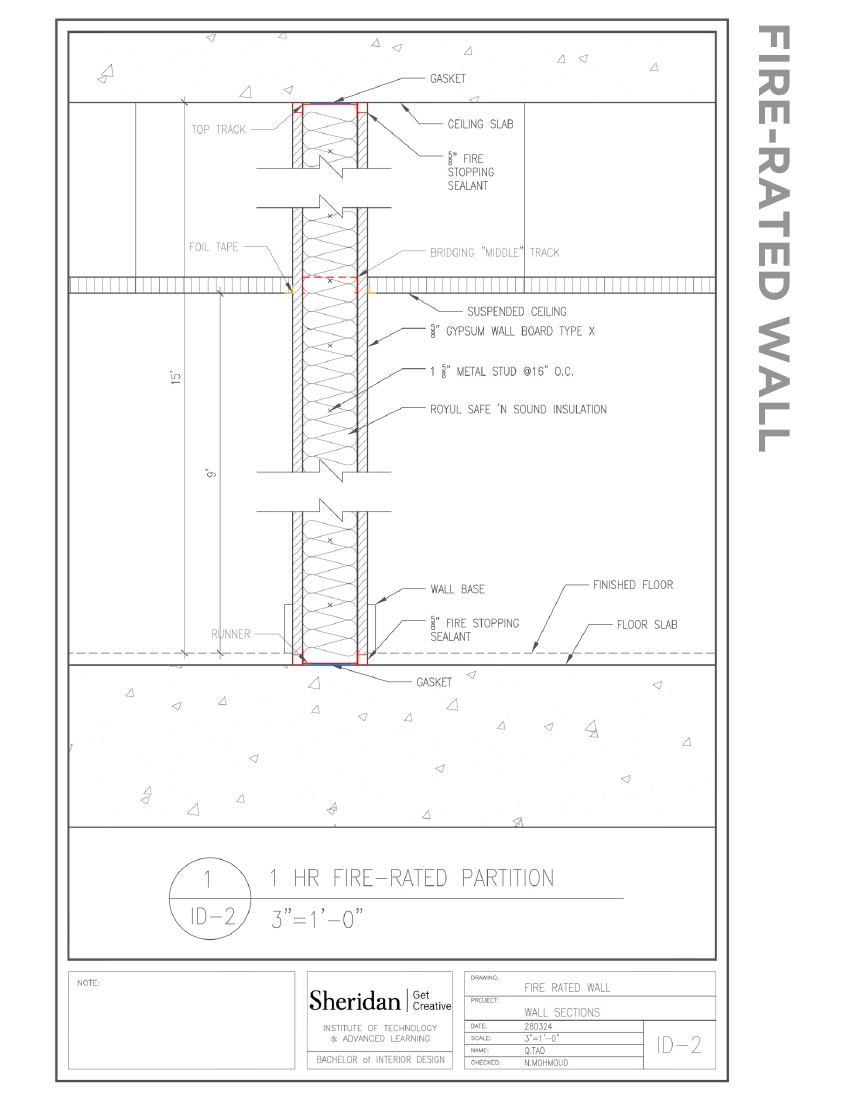 FIRE-RATED WALL
GASKET
TOP TRACK
CEILING SLAB
5/8" FIRE
STOPPING
SEALANT
FOIL TAPE
BRIDGING "MIDDLE" TRACK
SUSPENDED CEILING
5/8" GYPSUM WALL BOARD TYPE X
15'
1 5/8" METAL STUD @16" O.C.
ROYUL SAFE 'N SOUND INSULATION
9'
WALL BASE
FINISHED FLOOR
5/8" FIRE STOPPING
SEALANT
FLOOR SLAB
RUNNER
GASKET
1
1 HR FIRE-RATED PARTITION
ID-2
3"=1'-0"
NOTE:
Sheridan
Get
Creative
INSTITUTE OF TECHNOLOGY
& ADVANCED LEARNING
BACHELOR of INTERIOR DESIGN
DRAWING:
FIRE RATED WALL
PROJECT:
WALL SECTIONS
DATE: 280324
SCALE: 3"=1'-0"
NAME: Q.TAO
CHECKED: N.MOHMOUD
ID-2